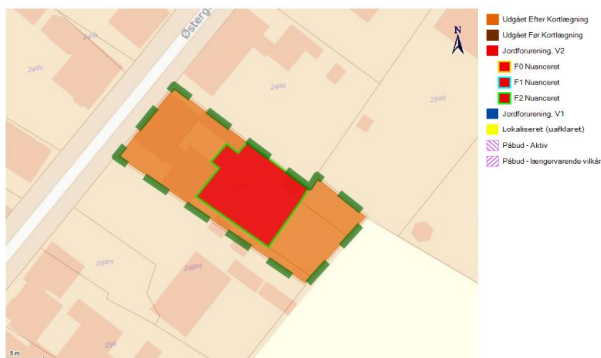 Østerg
N
5 m
Udgået Efter Kortlægning
Udgået Før Kortlægning
Jordforurening, V2
F0 Nuanceret
F1 Nuanceret
F2 Nuanceret
Jordforurening, V1
Lokaliseret (uafklaret)
Påbud - Aktiv
Påbud - længerværende vilkår